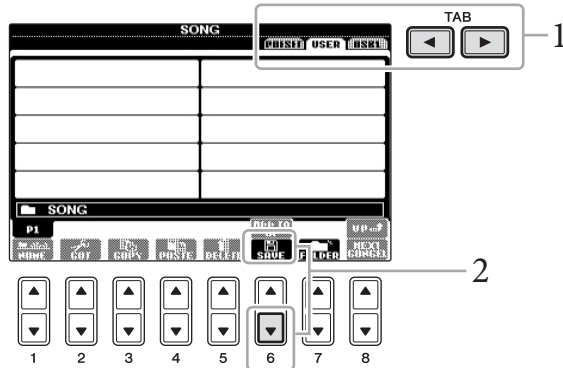 SONG
PRESET USER USB1
TAB
1
SONG
P1
UP
NAME CUT COPY PASTE DELETE SAVE FOLDER
CANCEL
2
1 2 3 4 5 6 7 8